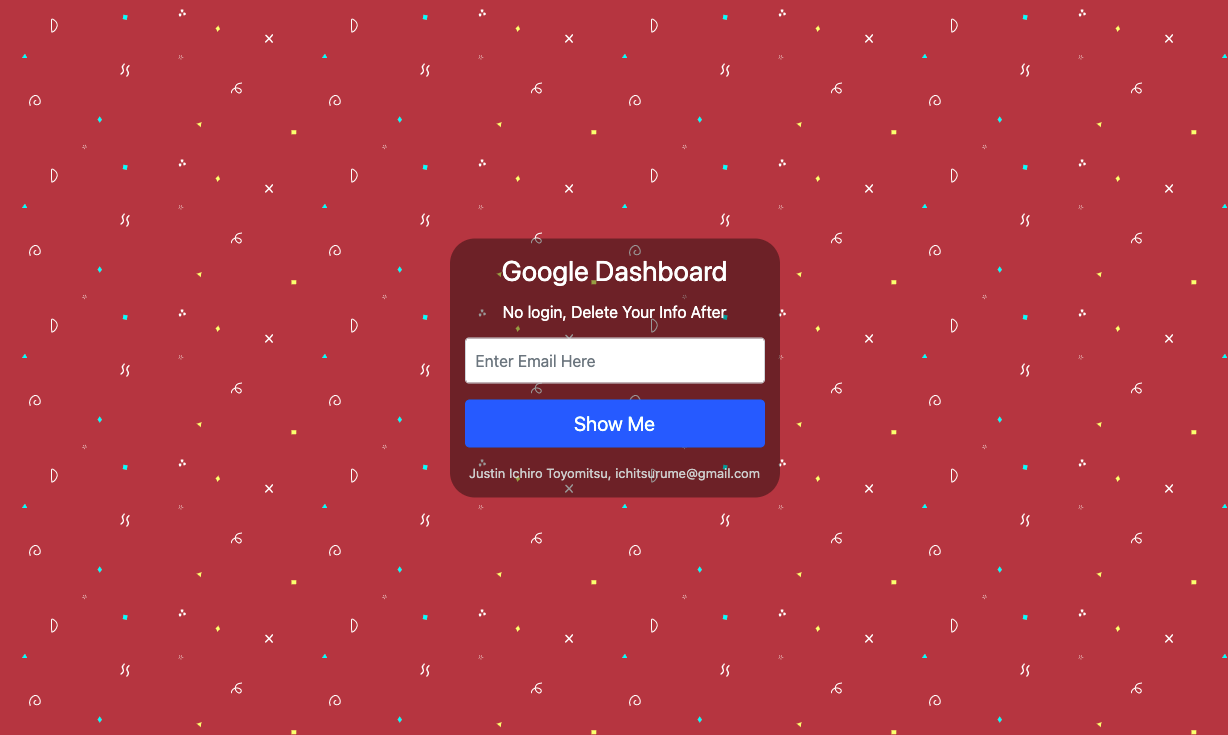 Google Dashboard
No login, Delete Your Info After
Enter Email Here
Show Me
Justin Ichiro Toyomitsu, ichitsurume@gmail.com